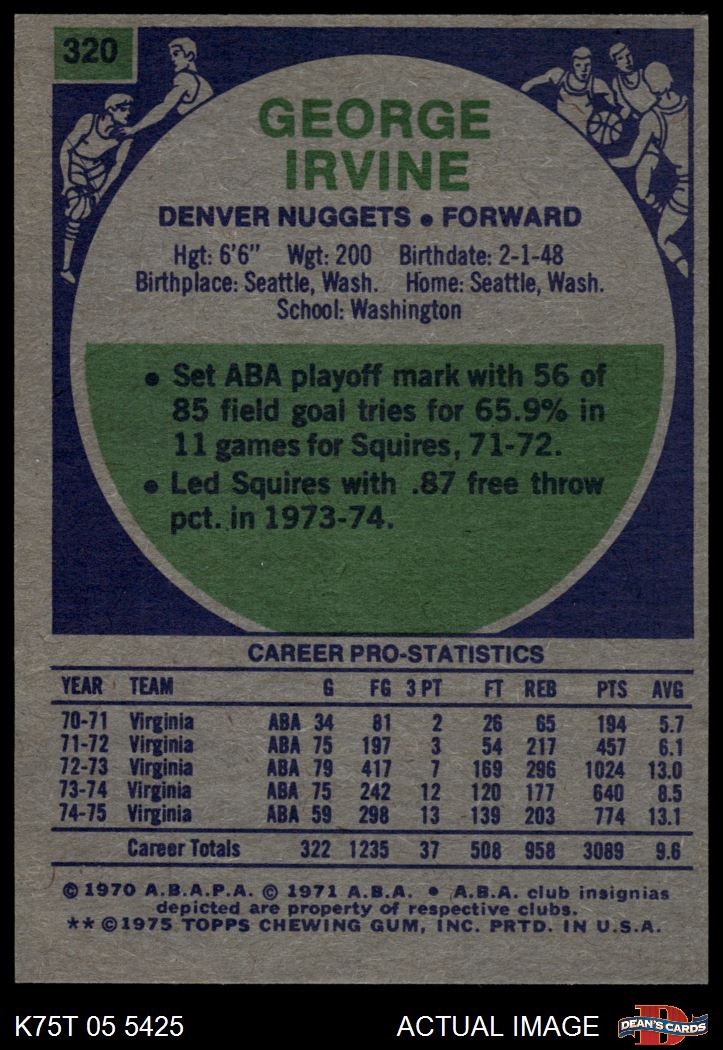 320
GEORGE
IRVINE
DENVER NUGGETS • FORWARD
Hgt: 6'6" Wgt: 200 Birthdate: 2-1-48
Birthplace: Seattle, Wash. Home: Seattle, Wash.
School: Washington
• Set ABA playoff mark with 56 of
85 field goal tries for 65.9% in
11 games for Squires, 71-72.
• Led Squires with .87 free throw
pct. in 1973-74.
CAREER PRO-STATISTICS
YEAR TEAM G FG 3 PT FT REB PTS AVG
70-71 Virginia ABA 34 81 2 26 65 194 5.7
71-72 Virginia ABA 75 197 3 54 217 457 6.1
72-73 Virginia ABA 79 417 7 169 296 1024 13.0
73-74 Virginia ABA 75 242 12 120 177 640 8.5
74-75 Virginia ABA 59 298 13 139 203 774 13.1
Career Totals 322 1235 37 508 958 3089 9.6
© 1970 A.B.A.P.A. © 1971 A.B.A. • A.B.A. club insignias
depicted are property of respective clubs.
** ©1975 TOPPS CHEWING GUM, INC. PRTD. IN U.S.A.
K75T 05 5425 ACTUAL IMAGE D DEAN'S CARDS